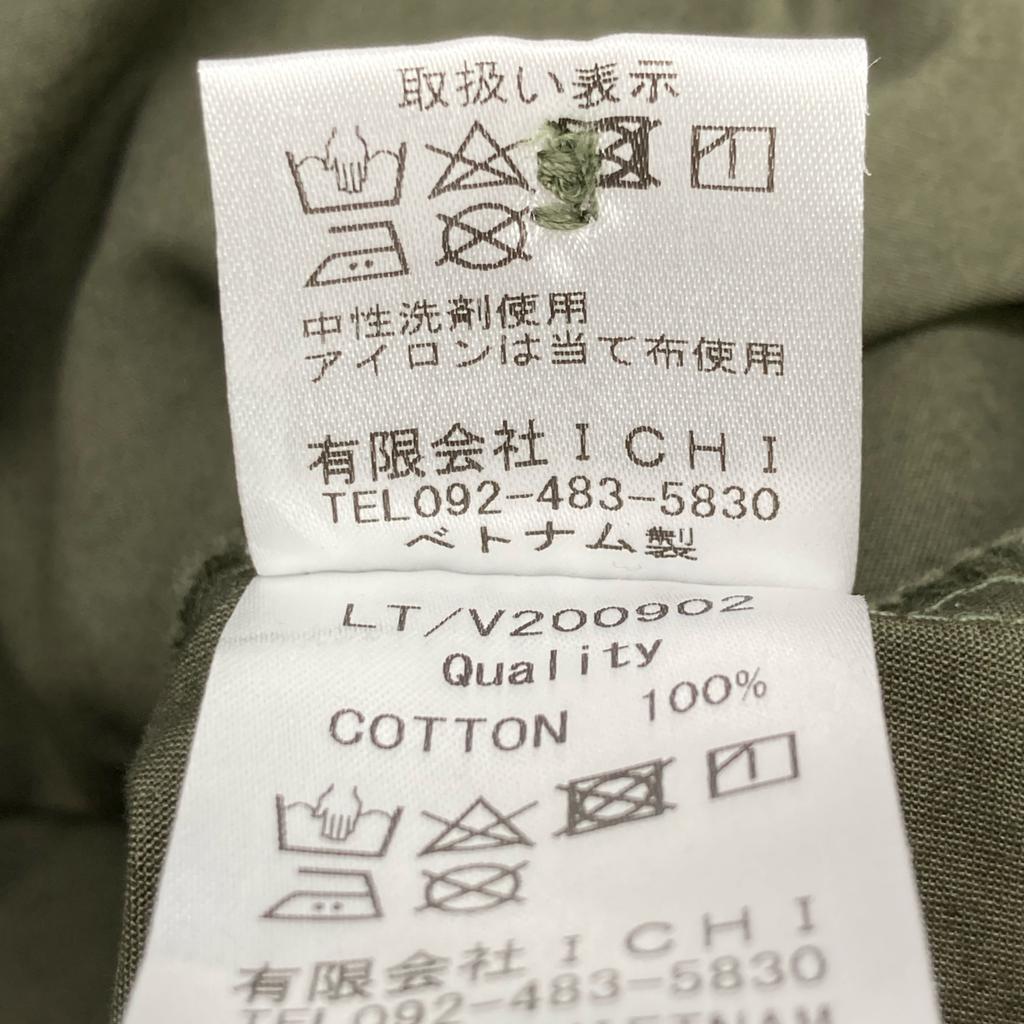 取扱い表示
中性洗剤使用
アイロンは当て布使用
有限会社ＩＣＨＩ
TEL092-483-5830
ベトナム製
LT/V200902
Quality
COTTON 100%
有限会社ＩＣＨＩ
TEL092-483-5830
VIETNAM